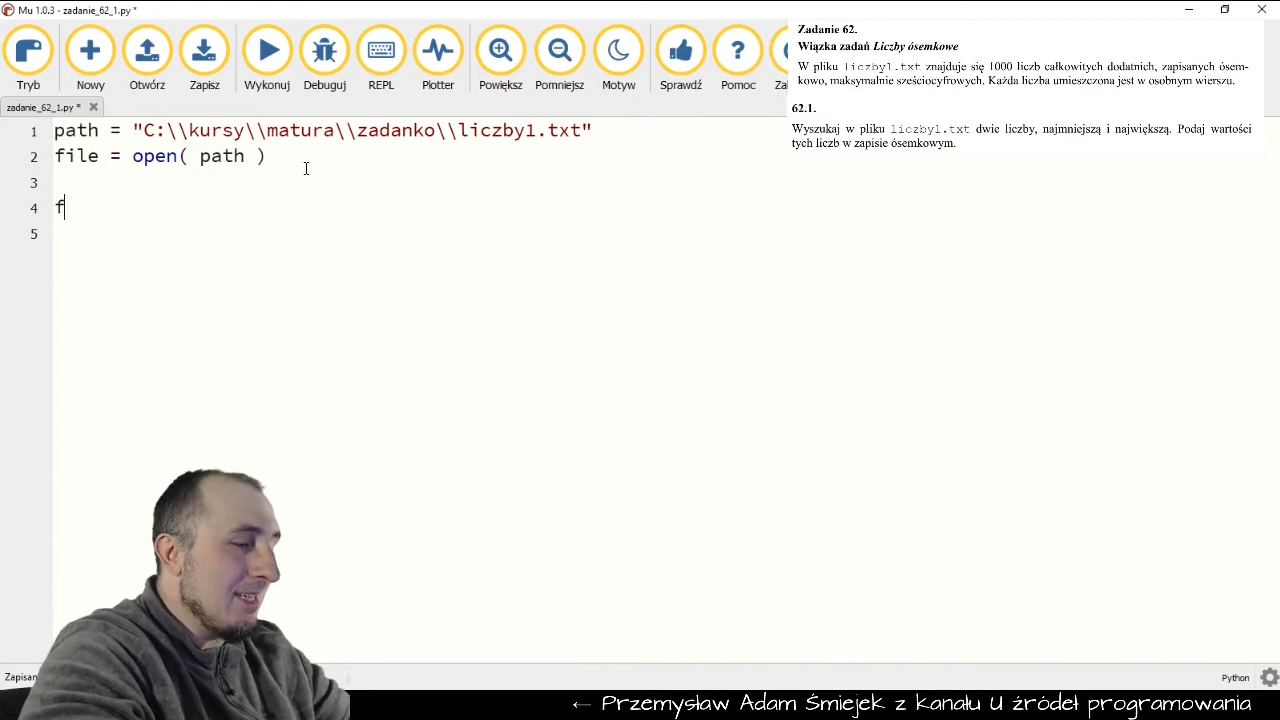 Mu 1.0.3 - zadanie_62_1.py *
Tryb Nowy Otwórz Zapisz Wykonuj Debuguj REPL Plotter Powiększ Pomniejsz Motyw Sprawdź Pomoc
zadanie_62_1.py *
1 path = "C:\\kursy\\matura\\zadanko\\liczby1.txt"
2 file = open( path )
3
4 f
5
Zadanie 62.
Wiązka zadań Liczby ósemkowe
W pliku liczby1.txt znajduje się 1000 liczb całkowitych dodatnich, zapisanych ósem-
kowo, maksymalnie sześciocyfrowych. Każda liczba umieszczona jest w osobnym wierszu.
62.1.
Wyszukaj w pliku liczby1.txt dwie liczby, najmniejszą i największą. Podaj wartości
tych liczb w zapisie ósemkowym.
Python
← Przemysław Adam Śmiejek z kanału U źródeł programowania